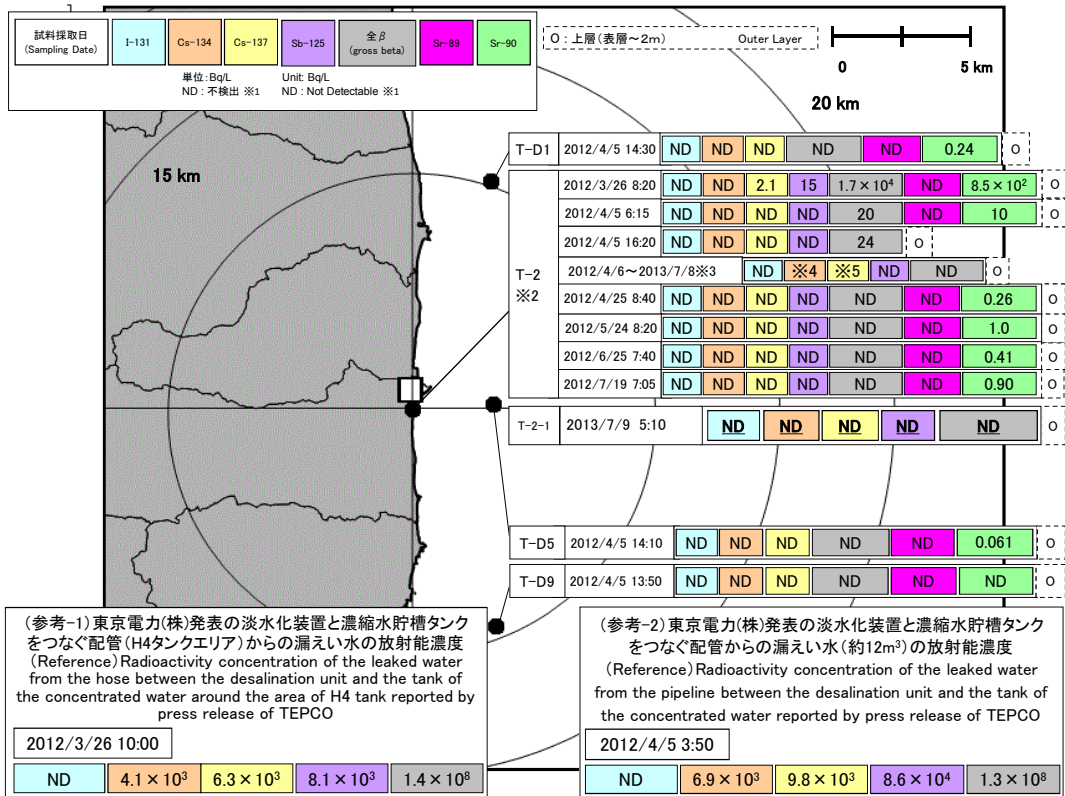 試料採取日
(Sampling Date)
I-131
Cs-134
Cs-137
Sb-125
全β
(gross beta)
Sr-89
Sr-90
単位:Bq/L
ND : 不検出 ※1
Unit: Bq/L
ND : Not Detectable ※1
O : 上層(表層～2m) Outer Layer
0 5 km
20 km
15 km
T-D1 2012/4/5 14:30 ND ND ND ND ND 0.24 O
T-2
※2
2012/3/26 8:20 ND ND 2.1 15 1.7 × 10⁴ ND 8.5 × 10² O
2012/4/5 6:15 ND ND ND ND 20 ND 10 O
2012/4/5 16:20 ND ND ND ND 24 O
2012/4/6～2013/7/8※3 ND ※4 ※5 ND ND O
2012/4/25 8:40 ND ND ND ND ND ND 0.26 O
2012/5/24 8:20 ND ND ND ND ND ND 1.0 O
2012/6/25 7:40 ND ND ND ND ND ND 0.41 O
2012/7/19 7:05 ND ND ND ND ND ND 0.90 O
T-2-1 2013/7/9 5:10 ND ND ND ND ND O
T-D5 2012/4/5 14:10 ND ND ND ND ND 0.061 O
T-D9 2012/4/5 13:50 ND ND ND ND ND ND O
(参考-1)東京電力(株)発表の淡水化装置と濃縮水貯槽タンク
をつなぐ配管(H4タンクエリア)からの漏えい水の放射能濃度
(Reference) Radioactivity concentration of the leaked water
from the hose between the desalination unit and the tank of
the concentrated water around the area of H4 tank reported by
press release of TEPCO
2012/3/26 10:00
ND 4.1 × 10³ 6.3 × 10³ 8.1 × 10³ 1.4 × 10⁸
(参考-2)東京電力(株)発表の淡水化装置と濃縮水貯槽タンク
をつなぐ配管からの漏えい水(約12m³)の放射能濃度
(Reference) Radioactivity concentration of the leaked water
from the pipeline between the desalination unit and the tank of
the concentrated water reported by press release of TEPCO
2012/4/5 3:50
ND 6.9 × 10³ 9.8 × 10³ 8.6 × 10⁴ 1.3 × 10⁸